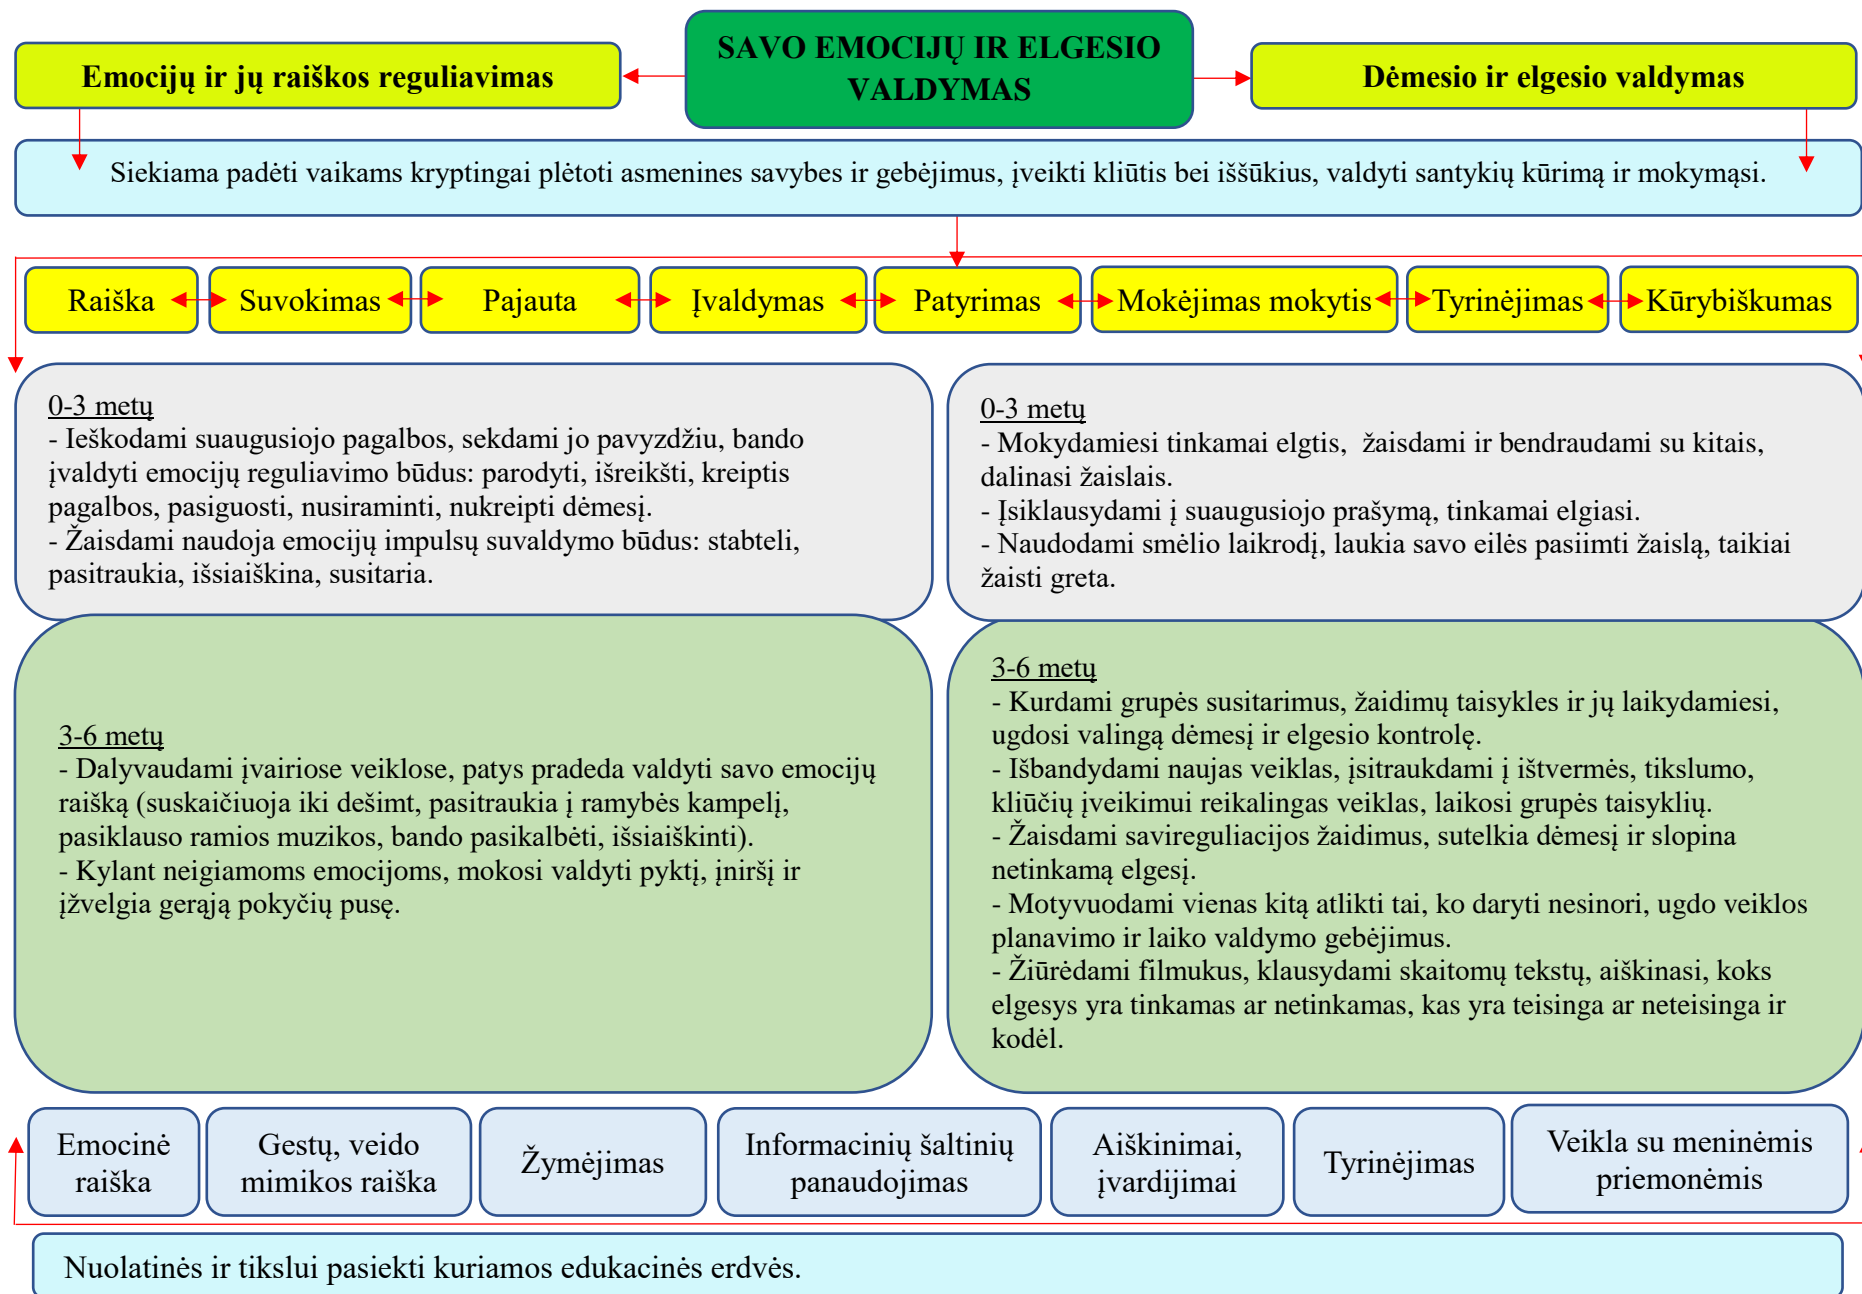 SAVO EMOCIJŲ IR ELGESIO
VALDYMAS
Emocijų ir jų raiškos reguliavimas
Dėmesio ir elgesio valdymas
Siekiama padėti vaikams kryptingai plėtoti asmenines savybes ir gebėjimus, įveikti kliūtis bei iššūkius, valdyti santykių kūrimą ir mokymąsi.
Raiška
Suvokimas
Pajauta
Įvaldymas
Patyrimas
Mokėjimas mokytis
Tyrinėjimas
Kūrybiškumas
0-3 metų
- Ieškodami suaugusiojo pagalbos, sekdami jo pavyzdžiu, bando
įvaldyti emocijų reguliavimo būdus: parodyti, išreikšti, kreiptis
pagalbos, pasiguosti, nusiraminti, nukreipti dėmesį.
- Žaisdami naudoja emocijų impulsų suvaldymo būdus: stabteli,
pasitraukia, išsiaiškina, susitaria.
0-3 metų
- Mokydamiesi tinkamai elgtis, žaisdami ir bendraudami su kitais,
dalinasi žaislais.
- Įsiklausydami į suaugusiojo prašymą, tinkamai elgiasi.
- Naudodami smėlio laikrodį, laukia savo eilės pasiimti žaislą, taikiai
žaisti greta.
3-6 metų
- Dalyvaudami įvairiose veiklose, patys pradeda valdyti savo emocijų
raišką (suskaičiuoja iki dešimt, pasitraukia į ramybės kampelį,
pasiklauso ramios muzikos, bando pasikalbėti, išsiaiškinti).
- Kylant neigiamoms emocijoms, mokosi valdyti pyktį, įniršį ir
įžvelgia gerąją pokyčių pusę.
3-6 metų
- Kurdami grupės susitarimus, žaidimų taisykles ir jų laikydamiesi,
ugdosi valingą dėmesį ir elgesio kontrolę.
- Išbandydami naujas veiklas, įsitraukdami į ištvermės, tikslumo,
kliūčių įveikimui reikalingas veiklas, laikosi grupės taisyklių.
- Žaisdami savireguliacijos žaidimus, sutelkia dėmesį ir slopina
netinkamą elgesį.
- Motyvuodami vienas kitą atlikti tai, ko daryti nesinori, ugdo veiklos
planavimo ir laiko valdymo gebėjimus.
- Žiūrėdami filmukus, klausydami skaitomų tekstų, aiškinasi, koks
elgesys yra tinkamas ar netinkamas, kas yra teisinga ar neteisinga ir
kodėl.
Emocinė
raiška
Gestų, veido
mimikos raiška
Žymėjimas
Informacinių šaltinių
panaudojimas
Aiškinimai,
įvardijimai
Tyrinėjimas
Veikla su meninėmis
priemonėmis
Nuolatinės ir tikslui pasiekti kuriamos edukacinės erdvės.